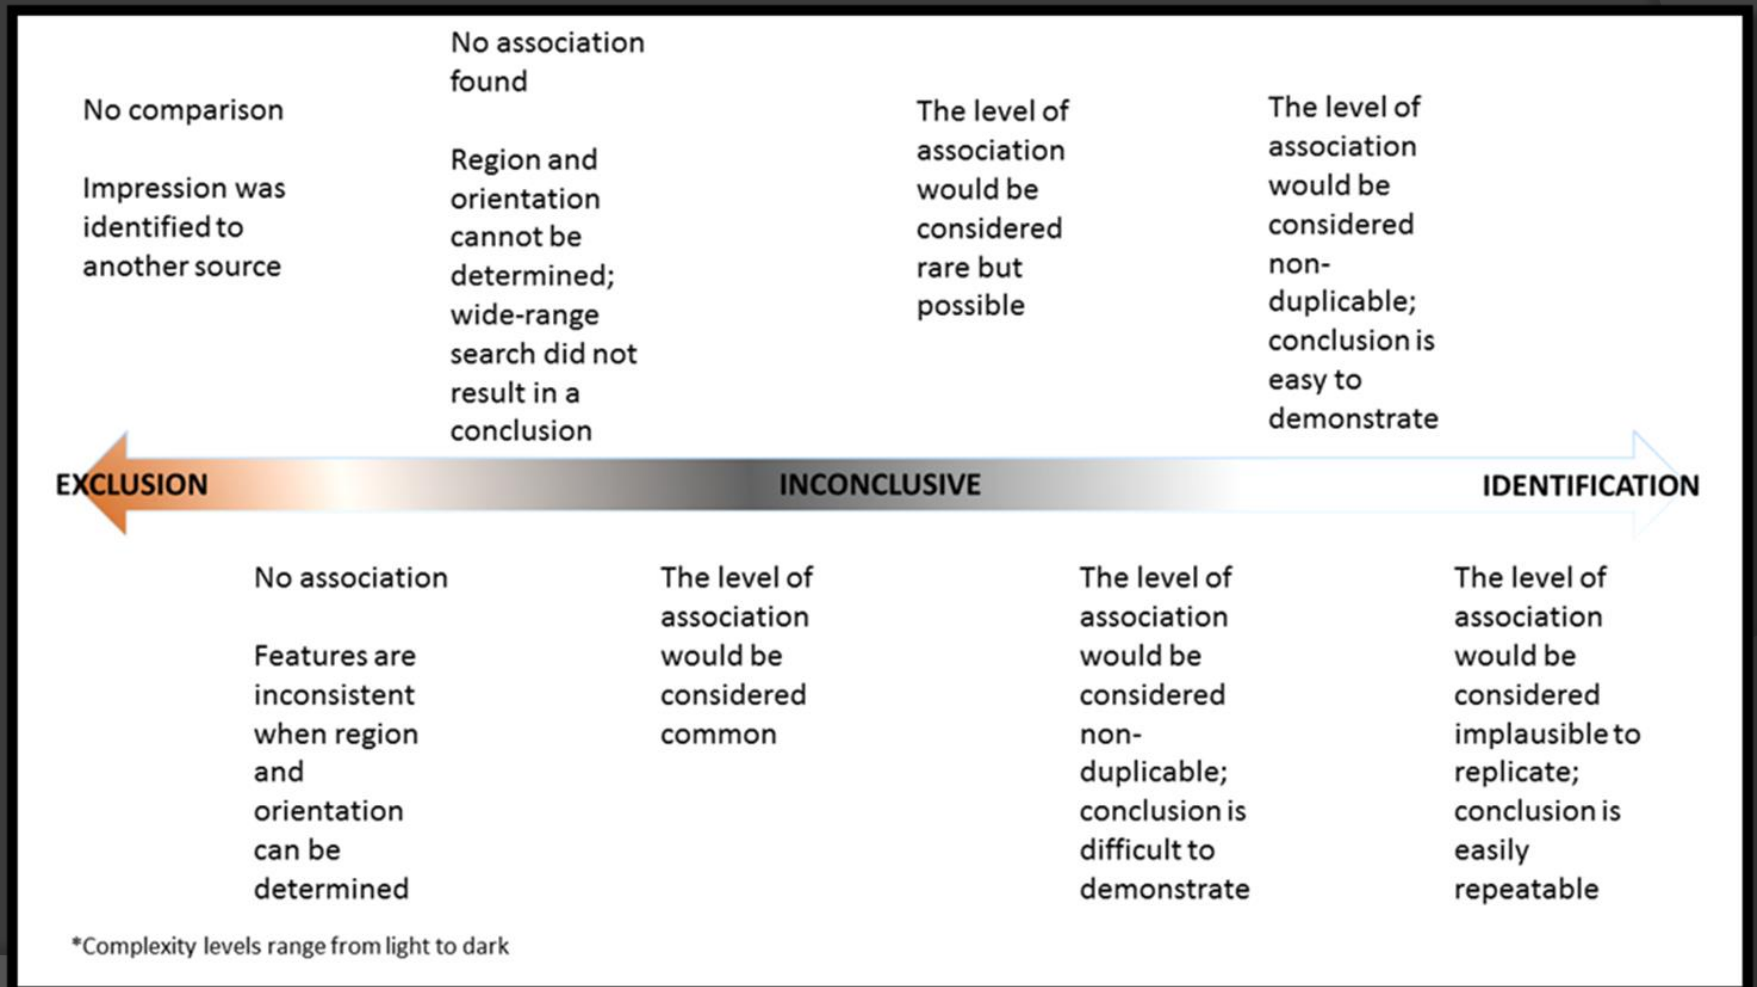 No comparison
Impression was
identified to
another source
No association
found
Region and
orientation
cannot be
determined;
wide-range
search did not
result in a
conclusion
The level of
association
would be
considered
rare but
possible
The level of
association
would be
considered
non-
duplicable;
conclusion is
easy to
demonstrate
EXCLUSION
INCONCLUSIVE
IDENTIFICATION
No association
Features are
inconsistent
when region
and
orientation
can be
determined
The level of
association
would be
considered
common
The level of
association
would be
considered
non-
duplicable;
conclusion is
difficult to
demonstrate
The level of
association
would be
considered
implausible to
replicate;
conclusion is
easily
repeatable
*Complexity levels range from light to dark